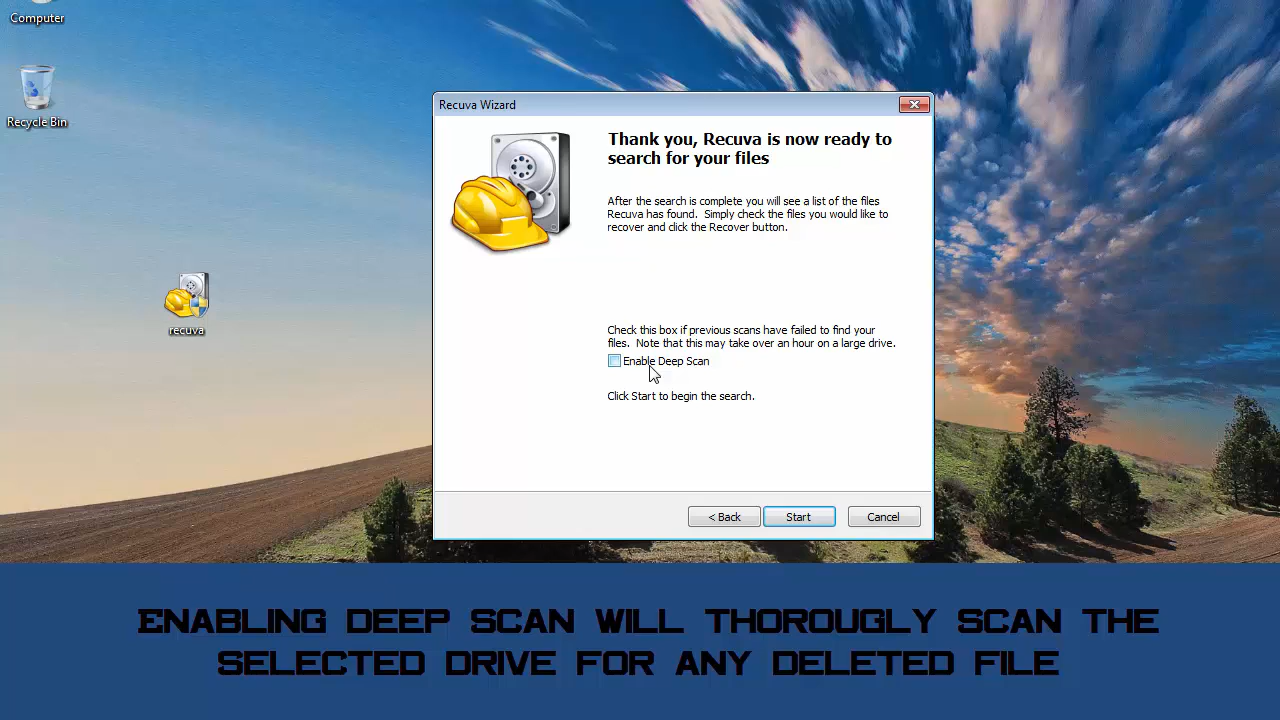 Computer
Recycle Bin
recuva
Recuva Wizard
Thank you, Recuva is now ready to
search for your files
After the search is complete you will see a list of the files
Recuva has found.  Simply check the files you would like to
recover and click the Recover button.
Check this box if previous scans have failed to find your
files.  Note that this may take over an hour on a large drive.
Enable Deep Scan
Click Start to begin the search.
< Back
Start
Cancel
ENABLING DEEP SCAN WILL THOROUGLY SCAN THE
SELECTED DRIVE FOR ANY DELETED FILE